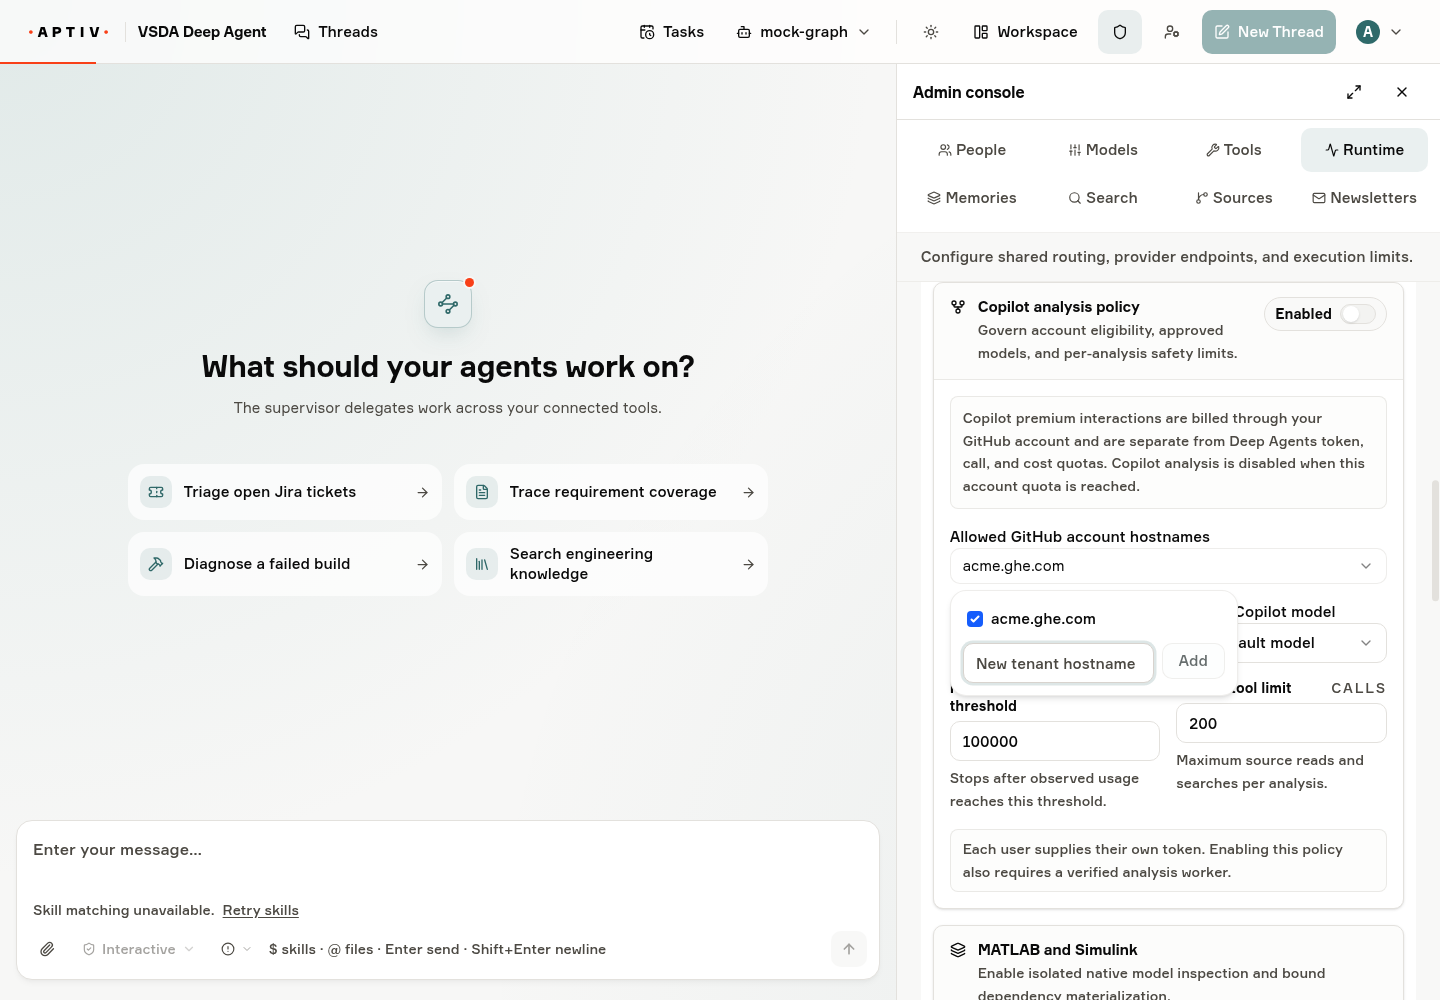 APTIV
VSDA Deep Agent
Threads
Tasks
mock-graph
Workspace
New Thread
A
Admin console
People
Models
Tools
Runtime
Memories
Search
Sources
Newsletters
Configure shared routing, provider endpoints, and execution limits.
What should your agents work on?
The supervisor delegates work across your connected tools.
Triage open Jira tickets
Trace requirement coverage
Diagnose a failed build
Search engineering
knowledge
Enter your message...
Skill matching unavailable. Retry skills
Interactive
$ skills · @ files · Enter send · Shift+Enter newline
Copilot analysis policy
Enabled
Govern account eligibility, approved
models, and per-analysis safety limits.
Copilot premium interactions are billed through your
GitHub account and are separate from Deep Agents token,
call, and cost quotas. Copilot analysis is disabled when this
account quota is reached.
Allowed GitHub account hostnames
acme.ghe.com
acme.ghe.com
New tenant hostname
Add
Copilot model
ault model
threshold
ool limit
CALLS
100000
200
Stops after observed usage
reaches this threshold.
Maximum source reads and
searches per analysis.
Each user supplies their own token. Enabling this policy
also requires a verified analysis worker.
MATLAB and Simulink
Enable isolated native model inspection and bound
dependency materialization.